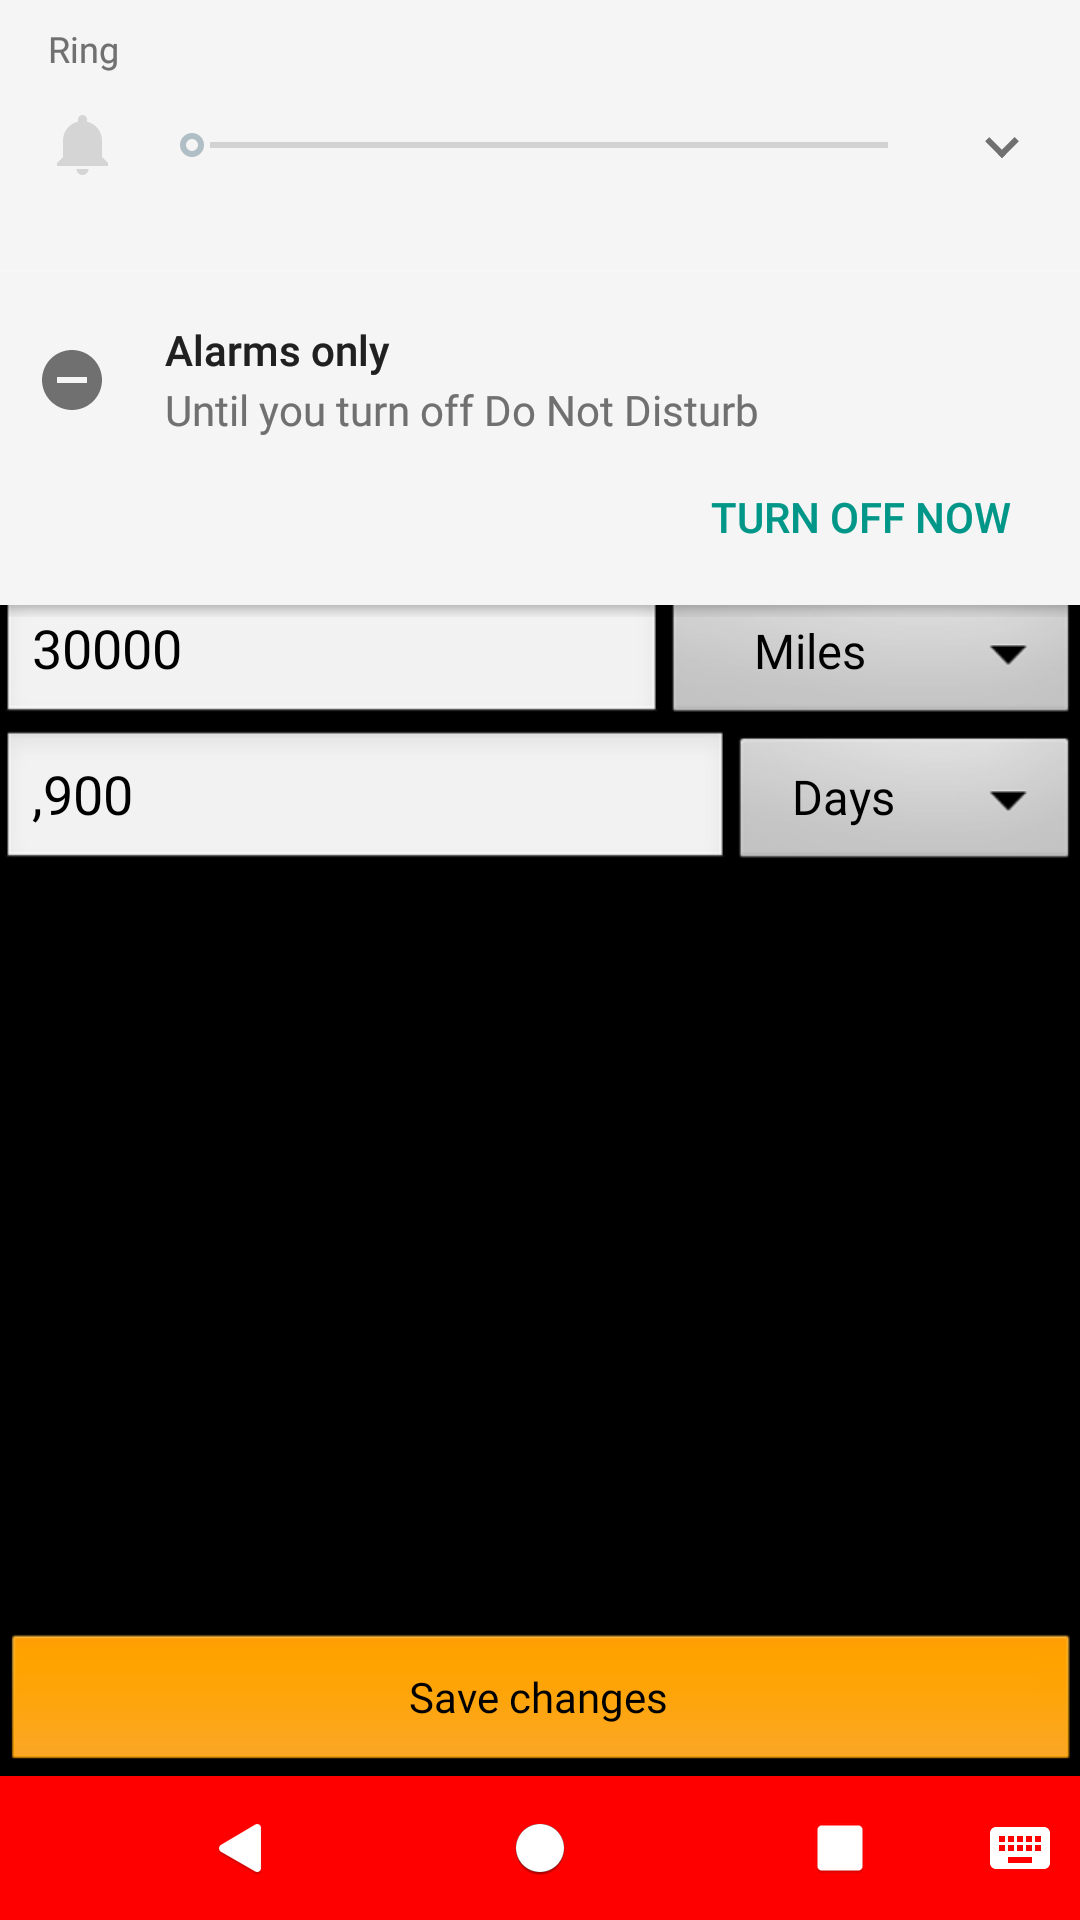 Ring
Alarms only
Until you turn off Do Not Disturb
TURN OFF NOW
30000 Miles
,900 Days
Save changes